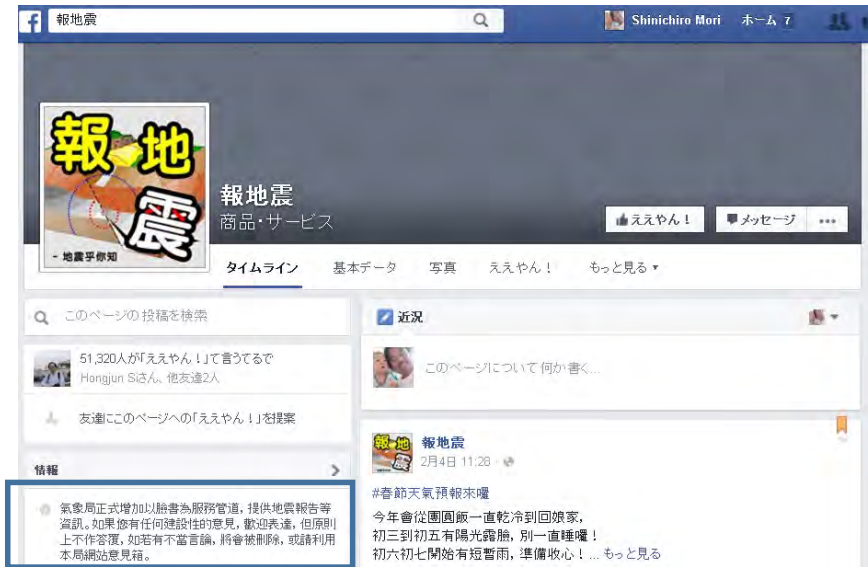 報地震
Shinichiro Mori ホーム 7
報地震
- 地震乎你知
報地震
商品・サービス
ええやん！ メッセージ
タイムライン 基本データ 写真 ええやん！ もっと見る
このページの投稿を検索
51,320人が「ええやん！」て言うてるで
Hongjun Siさん、他友達2人
友達にこのページへの「ええやん！」を提案
情報
氣象局正式增加以臉書為服務管道，提供地震報告等
資訊。如果您有任何建設性的意見，歡迎表達，但原則
上不作答覆，如若有不當言論，將會被刪除，或請利用
本局網站意見箱。
近況
このページについて何か書く...
報地震
2月4日 11:28
#春節天氣預報來囉
今年會從團圓飯一直乾冷到回娘家，
初三到初五有陽光露臉，別一直睡囉！
初六初七開始有短暫雨，準備收心！... もっと見る